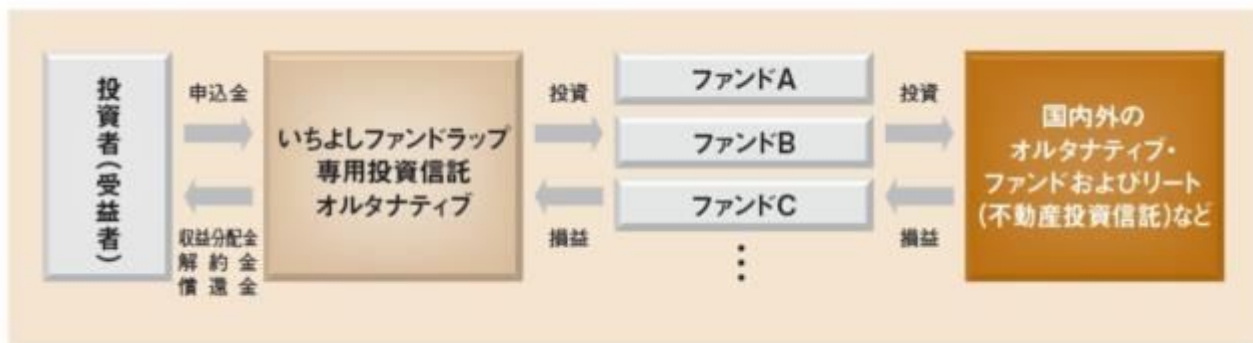 投資者(受益者)
申込金
収益分配金
解約金
償還金
いちよしファンドラップ
専用投資信託
オルタナティブ
投資
損益
ファンドA
ファンドB
ファンドC
⋮
投資
損益
国内外の
オルタナティブ・
ファンドおよびリート
(不動産投資信託)など